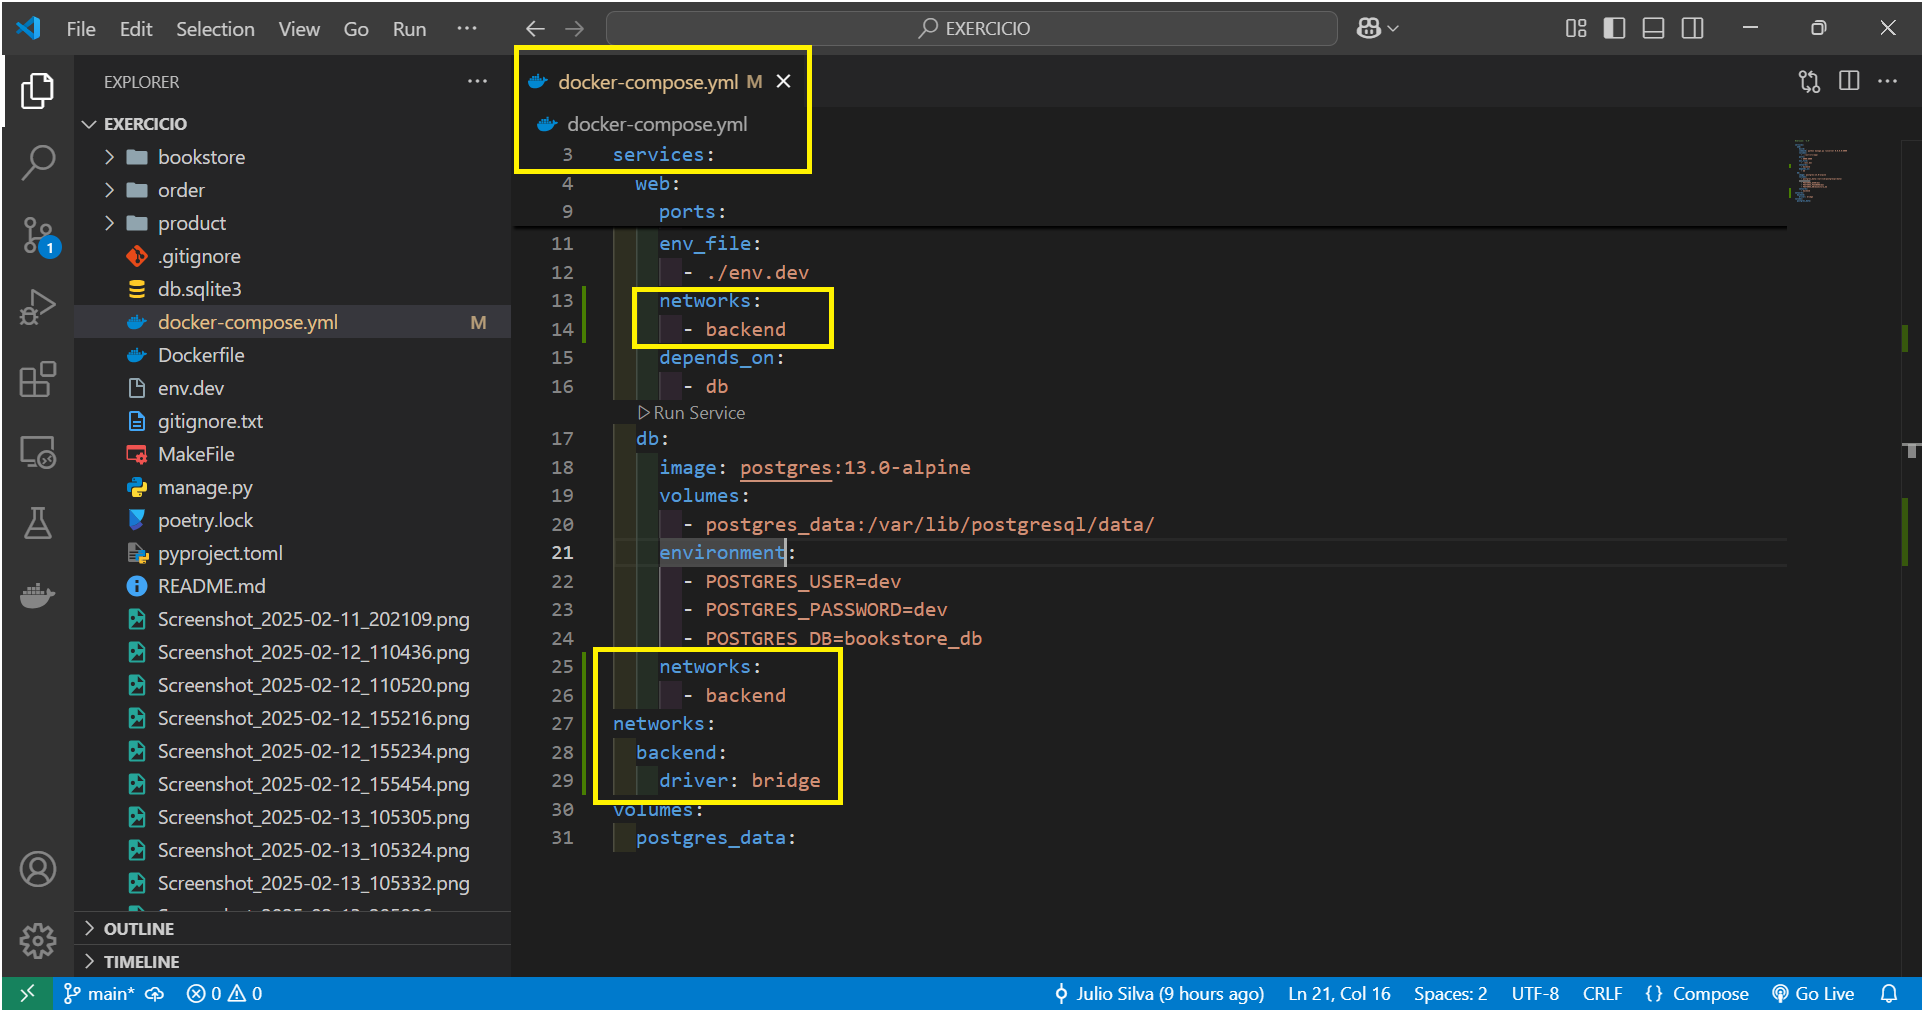 File Edit Selection View Go Run ··· EXERCICIO
EXPLORER ···
EXERCICIO
bookstore
order
product
.gitignore
db.sqlite3
docker-compose.yml M
Dockerfile
env.dev
gitignore.txt
MakeFile
manage.py
poetry.lock
pyproject.toml
README.md
Screenshot_2025-02-11_202109.png
Screenshot_2025-02-12_110436.png
Screenshot_2025-02-12_110520.png
Screenshot_2025-02-12_155216.png
Screenshot_2025-02-12_155234.png
Screenshot_2025-02-12_155454.png
Screenshot_2025-02-13_105305.png
Screenshot_2025-02-13_105324.png
Screenshot_2025-02-13_105332.png
OUTLINE
TIMELINE
1
docker-compose.yml M
docker-compose.yml
3 services:
4 web:
9 ports:
11 env_file:
12 - ./env.dev
13 networks:
14 - backend
15 depends_on:
16 - db
Run Service
17 db:
18 image: postgres:13.0-alpine
19 volumes:
20 - postgres_data:/var/lib/postgresql/data/
21 environment:
22 - POSTGRES_USER=dev
23 - POSTGRES_PASSWORD=dev
24 - POSTGRES_DB=bookstore_db
25 networks:
26 - backend
27 networks:
28 backend:
29 driver: bridge
30 volumes:
31 postgres_data:
main* 0 0 Julio Silva (9 hours ago) Ln 21, Col 16 Spaces: 2 UTF-8 CRLF {} Compose Go Live